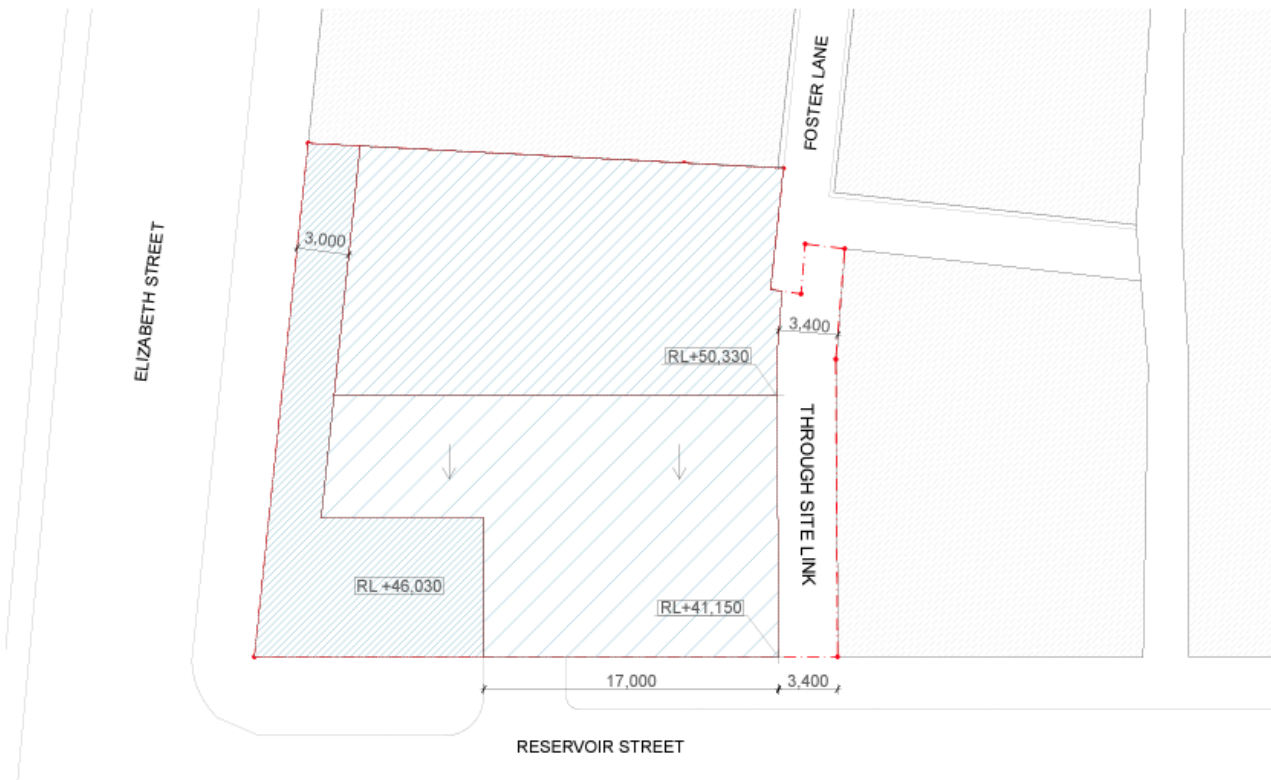 FOSTER LANE
ELIZABETH STREET
3.000
3,400
RL+50,330
THROUGH SITE LINK
RL +46,030
RL+41,150
17,000
3,400
RESERVOIR STREET